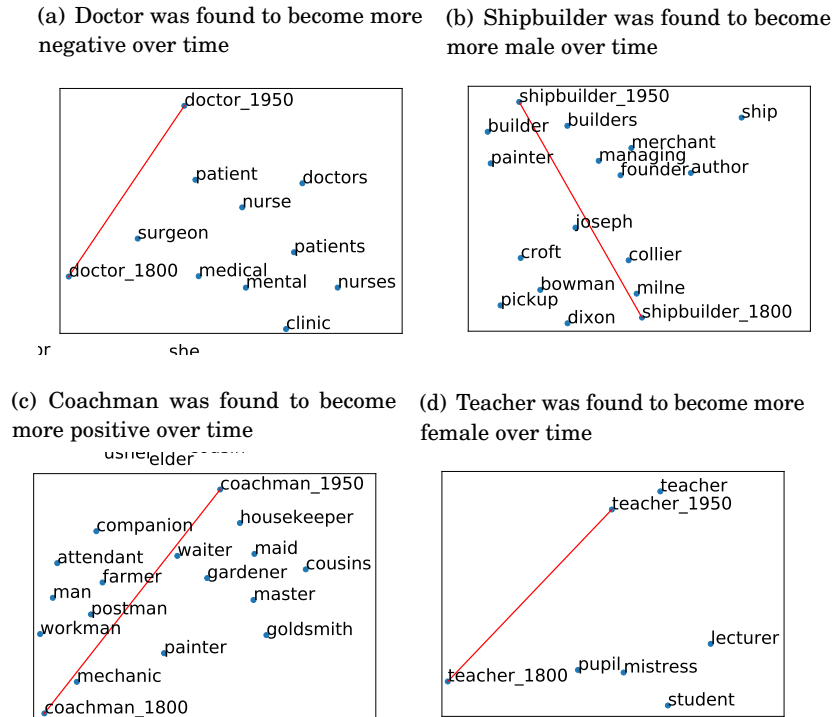 (a) Doctor was found to become more
negative over time
doctor_1950
patient
doctors
nurse
surgeon
patients
doctor_1800
medical
mental
nurses
clinic
or
she
(b) Shipbuilder was found to become
more male over time
shipbuilder_1950
ship
builders
builder
merchant
painter
managing
founder
author
joseph
croft
collier
bowman
milne
pickup
shipbuilder_1800
dixon
(c) Coachman was found to become
more positive over time
usher
cousin
elder
coachman_1950
housekeeper
companion
waiter
maid
attendant
cousins
farmer
gardener
man
master
postman
workman
goldsmith
painter
mechanic
coachman_1800
(d) Teacher was found to become more
female over time
teacher
teacher_1950
lecturer
pupil
mistress
teacher_1800
student